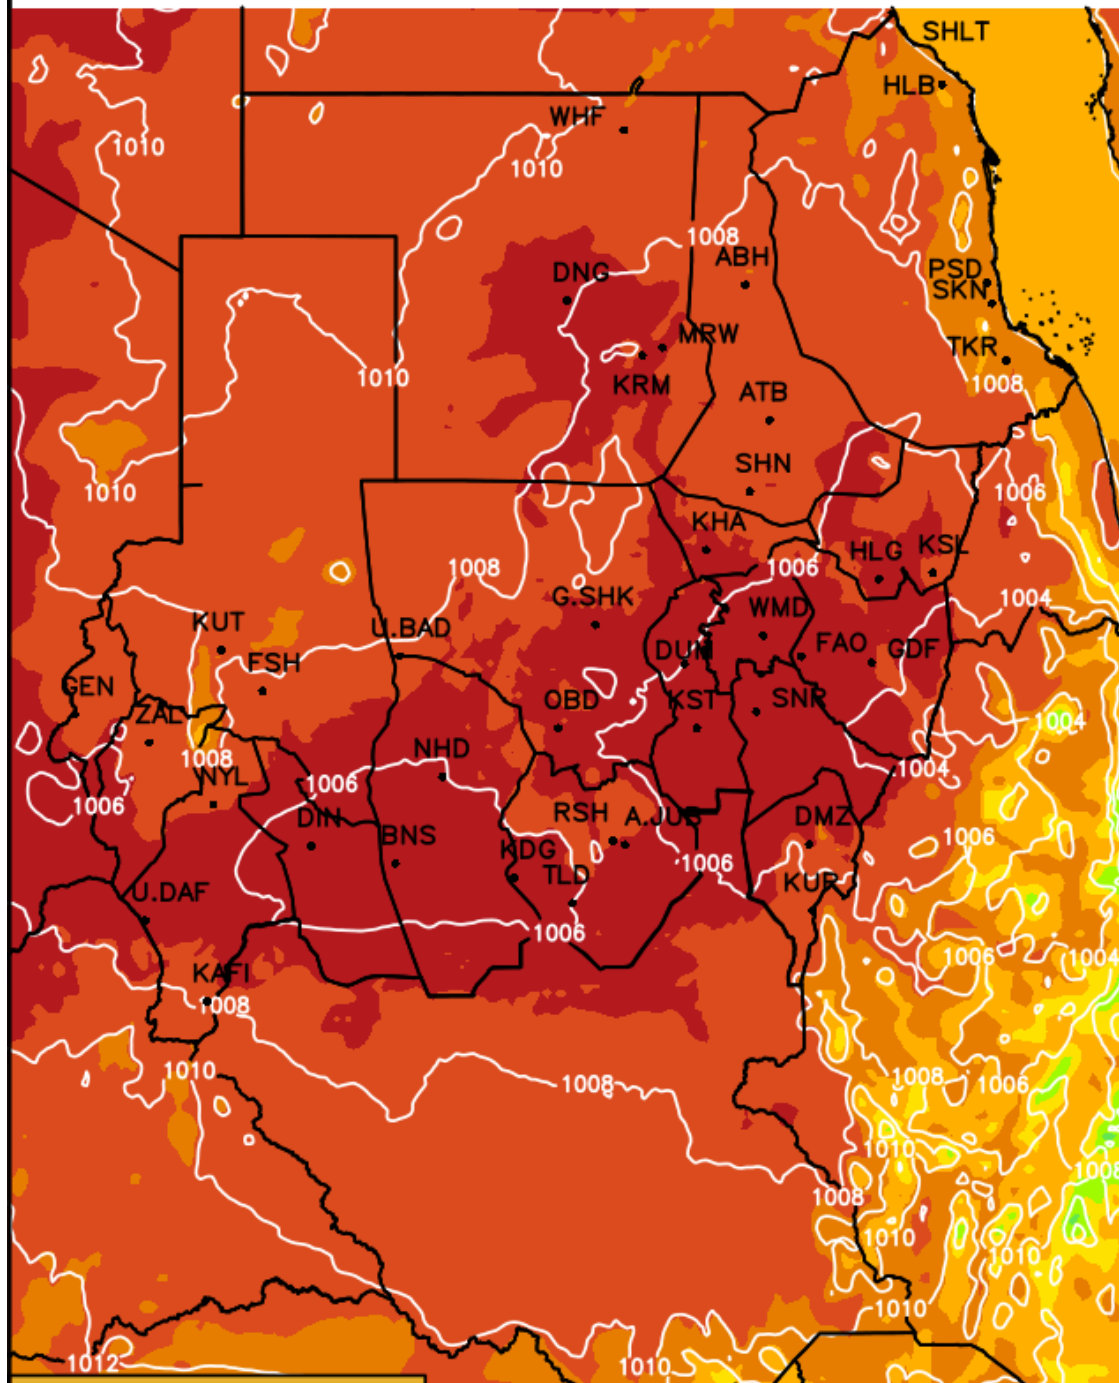 SHLT
HLB
WHF
1010
1010
1008
ABH
DNG
PSD
SKN
MRW
TKR
1010
KRM
1008
ATB
SHN
1010
1006
KHA
HLG
KSL
1008
1006
G.SHK
WMD
1004
KUT
U.BAD
FAO
GDF
DUM
FSH
GEN
OBD
KST
SNR
ZAL
1004
1008
NHD
1004
NYL
1006
1006
RSH
A.JUB
DMZ
DIN
BNS
1006
KDG
1006
TLD
KUR
U.DAF
1006
1006
1004
KAFI
1008
1010
1008
1008
1006
1010
1008
1008
1010
1010
1010
1012
1010